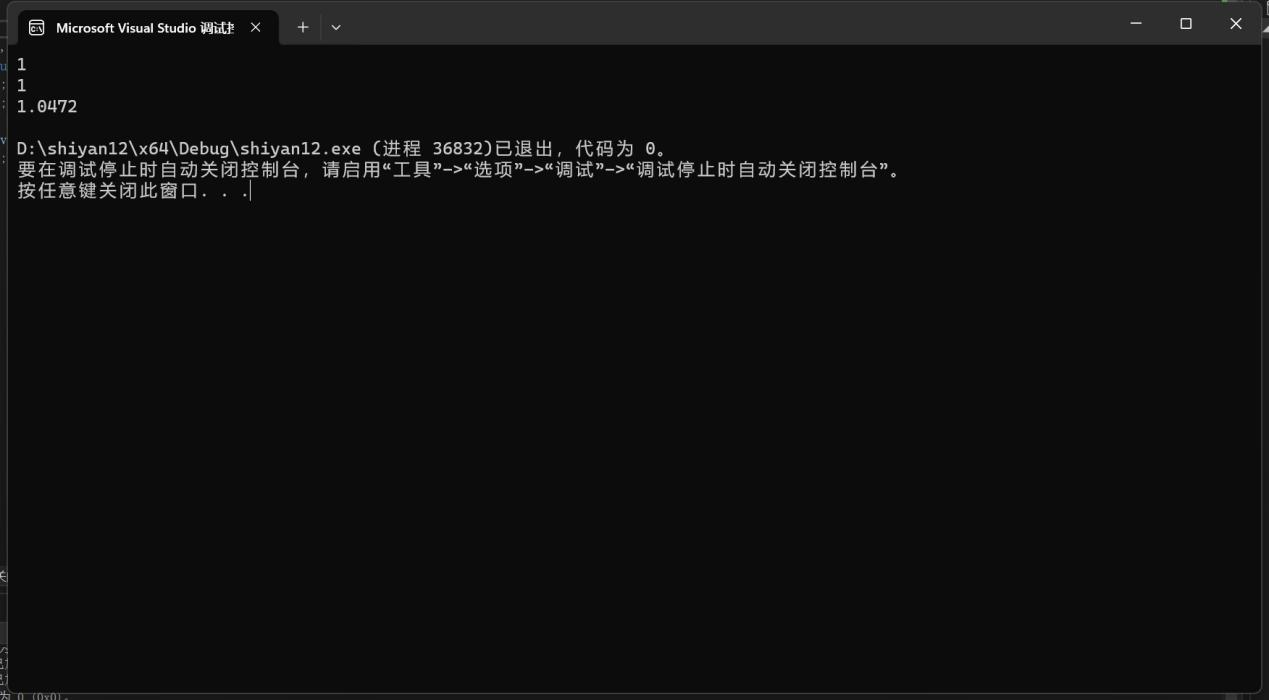 Microsoft Visual Studio 调试
1
1
1.0472
D:\shiyan12\x64\Debug\shiyan12.exe (进程 36832)已退出，代码为 0。
要在调试停止时自动关闭控制台，请启用“工具”->“选项”->“调试”->“调试停止时自动关闭控制台”。
按任意键关闭此窗口. . .
为 0 (0x0)。